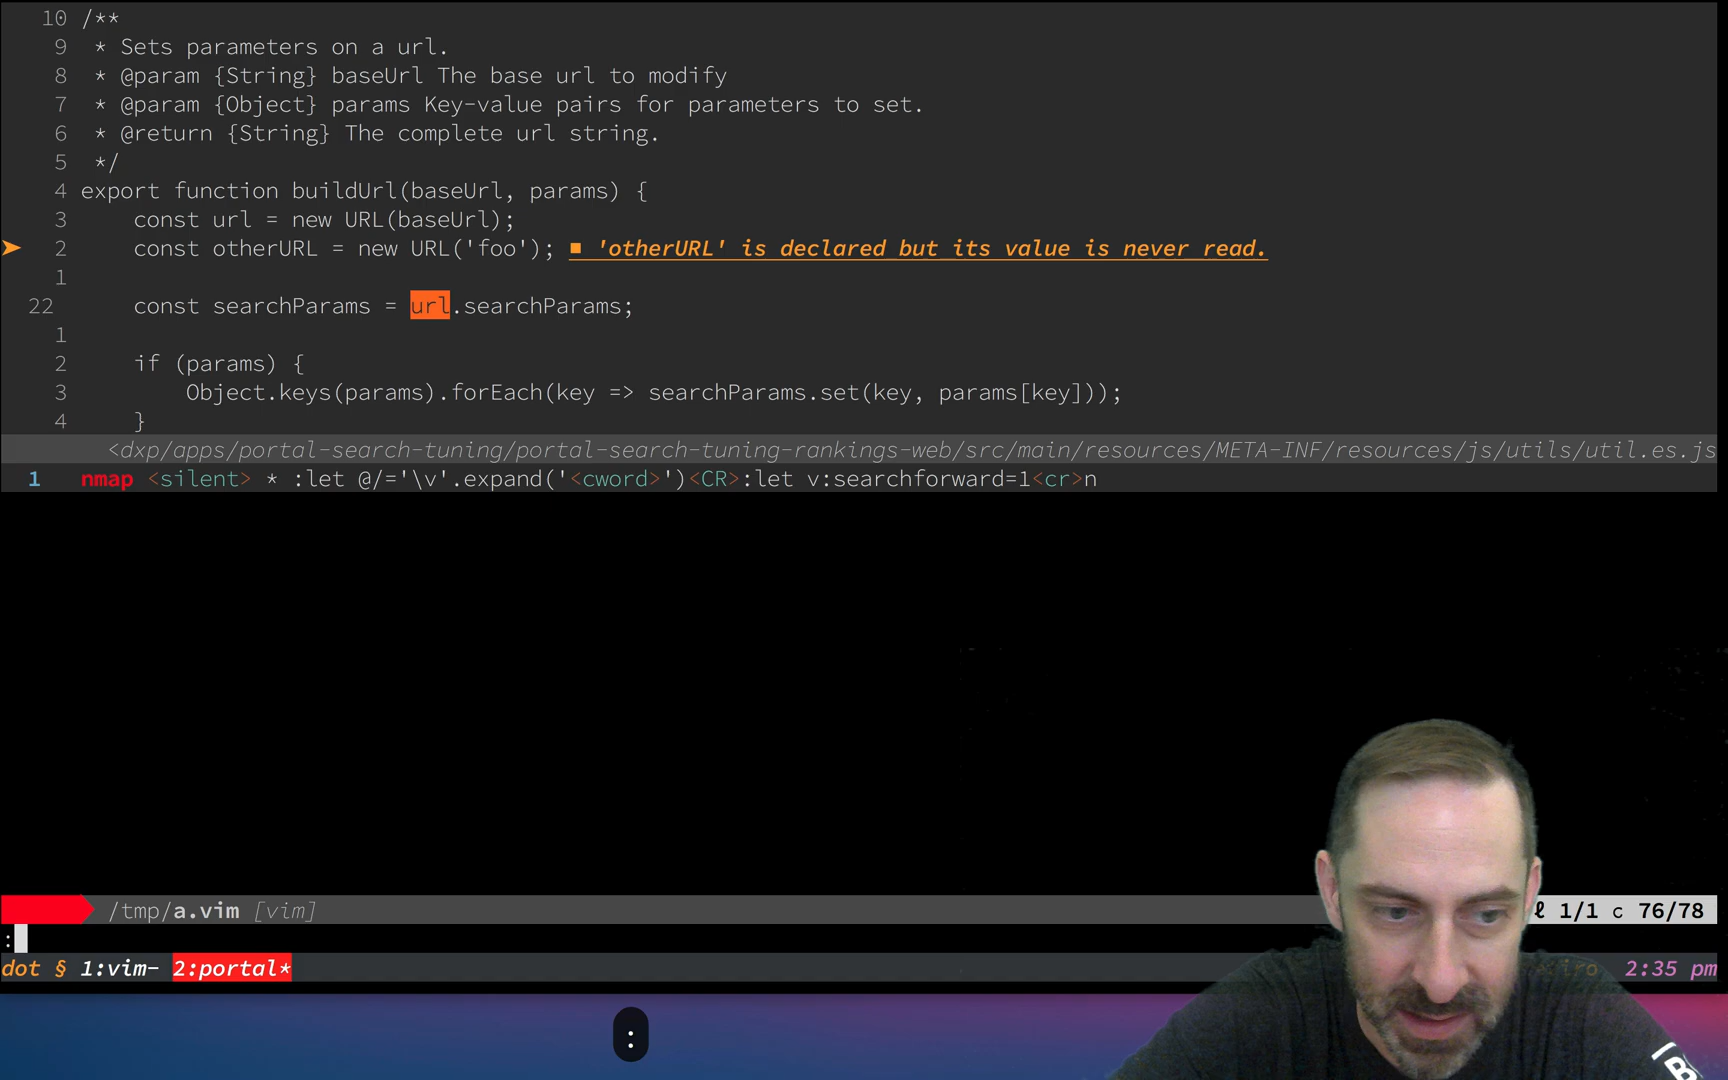 10 /**
9  * Sets parameters on a url.
8  * @param {String} baseUrl The base url to modify
7  * @param {Object} params Key-value pairs for parameters to set.
6  * @return {String} The complete url string.
5  */
4 export function buildUrl(baseUrl, params) {
3     const url = new URL(baseUrl);
➤ 2     const otherURL = new URL('foo'); ■ 'otherURL' is declared but its value is never read.
1
22     const searchParams = url.searchParams;
1
2     if (params) {
3         Object.keys(params).forEach(key => searchParams.set(key, params[key]));
4     }
<dxp/apps/portal-search-tuning/portal-search-tuning-rankings-web/src/main/resources/META-INF/resources/js/utils/util.es.js
1 nmap <silent> * :let @/='\v'.expand('<cword>')<CR>:let v:searchforward=1<cr>n
/tmp/a.vim [vim] ℓ 1/1 c 76/78
:
dot § 1:vim- 2:portal* 2:35 pm
: